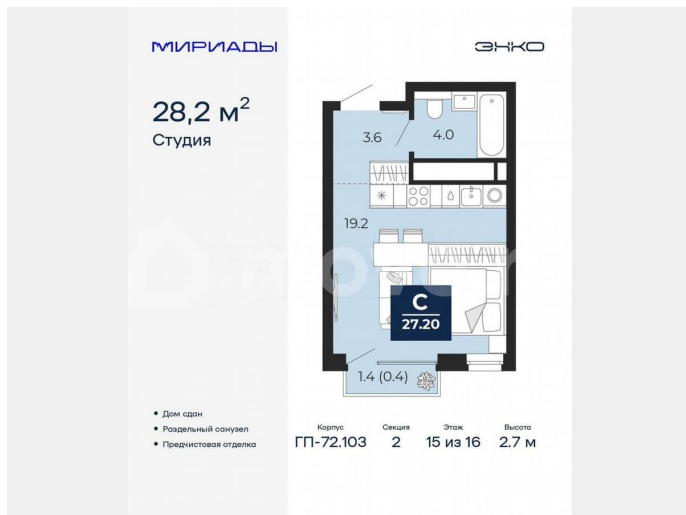 МИРИАДЫ
ЭНКО
28,2 м²
Студия
3.6
4.0
19.2
С
27.20
1.4 (0.4)
• Дом сдан
• Раздельный санузел
• Предчистовая отделка
Корпус Секция Этаж Высота
ГП-72.103 2 15 из 16 2.7 м